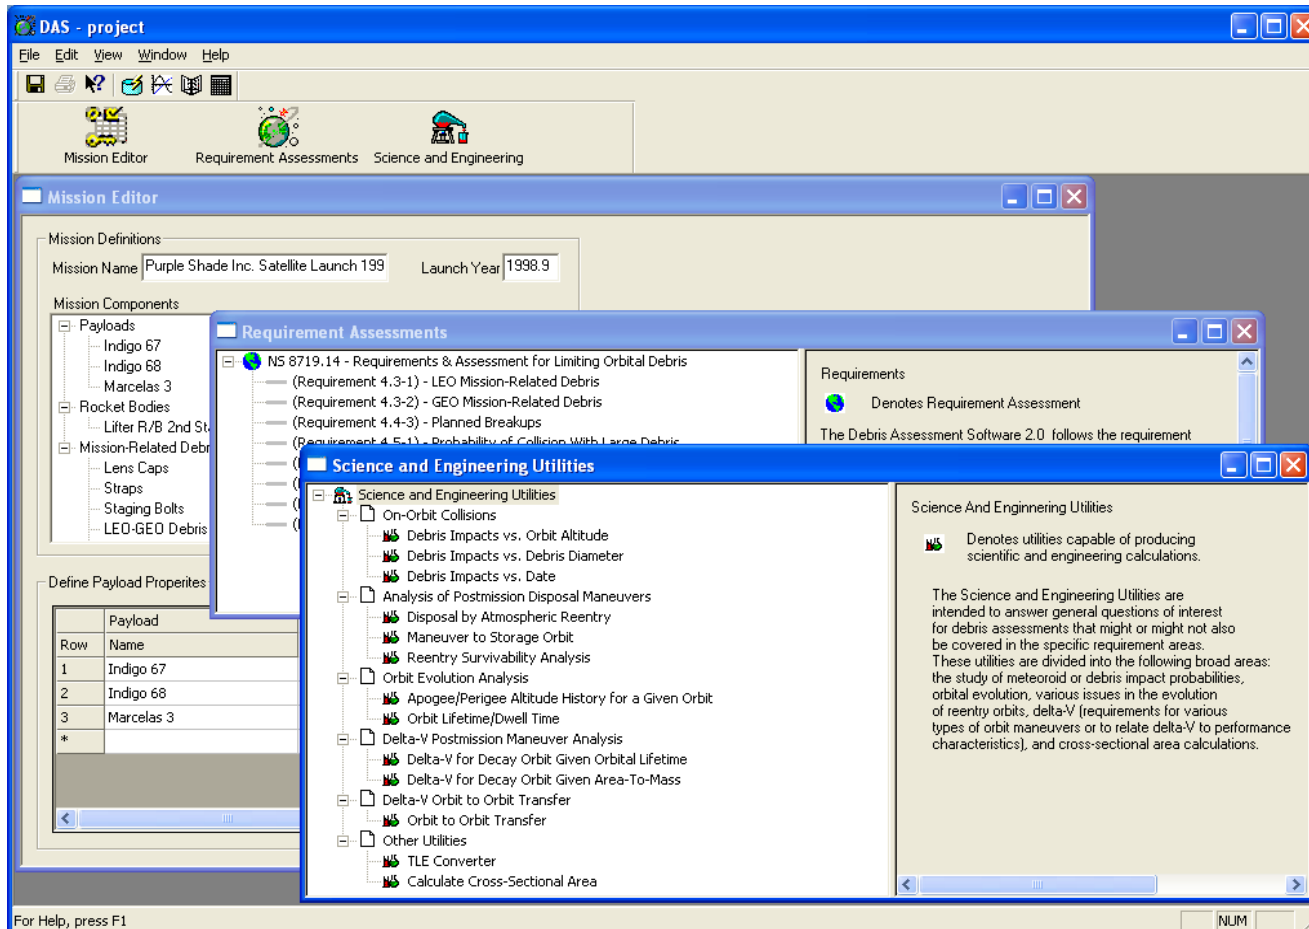 DAS - project
File Edit View Window Help
Mission Editor Requirement Assessments Science and Engineering
Mission Editor
Mission Definitions
Mission Name Purple Shade Inc. Satellite Launch 199 Launch Year 1998.9
Mission Components
Payloads
Indigo 67
Indigo 68
Marcelas 3
Rocket Bodies
Lifter R/B 2nd St
Mission-Related Debr
Lens Caps
Straps
Staging Bolts
LEO-GEO Debris
Define Payload Properites
Payload
Row Name
1 Indigo 67
2 Indigo 68
3 Marcelas 3
*
Requirement Assessments
NS 8719.14 - Requirements & Assessment for Limiting Orbital Debris
(Requirement 4.3-1) - LEO Mission-Related Debris
(Requirement 4.3-2) - GEO Mission-Related Debris
(Requirement 4.4-3) - Planned Breakups
(Requirement 4.5-1) - Probability of Collision With Large Debris
Requirements
Denotes Requirement Assessment
The Debris Assessment Software 2.0 follows the requirement
Science and Engineering Utilities
Science and Engineering Utilities
On-Orbit Collisions
Debris Impacts vs. Orbit Altitude
Debris Impacts vs. Debris Diameter
Debris Impacts vs. Date
Analysis of Postmission Disposal Maneuvers
Disposal by Atmospheric Reentry
Maneuver to Storage Orbit
Reentry Survivability Analysis
Orbit Evolution Analysis
Apogee/Perigee Altitude History for a Given Orbit
Orbit Lifetime/Dwell Time
Delta-V Postmission Maneuver Analysis
Delta-V for Decay Orbit Given Orbital Lifetime
Delta-V for Decay Orbit Given Area-To-Mass
Delta-V Orbit to Orbit Transfer
Orbit to Orbit Transfer
Other Utilities
TLE Converter
Calculate Cross-Sectional Area
Science And Enginnering Utilities
Denotes utilities capable of producing
scientific and engineering calculations.
The Science and Engineering Utilities are
intended to answer general questions of interest
for debris assessments that might or might not also
be covered in the specific requirement areas.
These utilities are divided into the following broad areas:
the study of meteoroid or debris impact probabilities,
orbital evolution, various issues in the evolution
of reentry orbits, delta-V (requirements for various
types of orbit maneuvers or to relate delta-V to performance
characteristics), and cross-sectional area calculations.
For Help, press F1
NUM